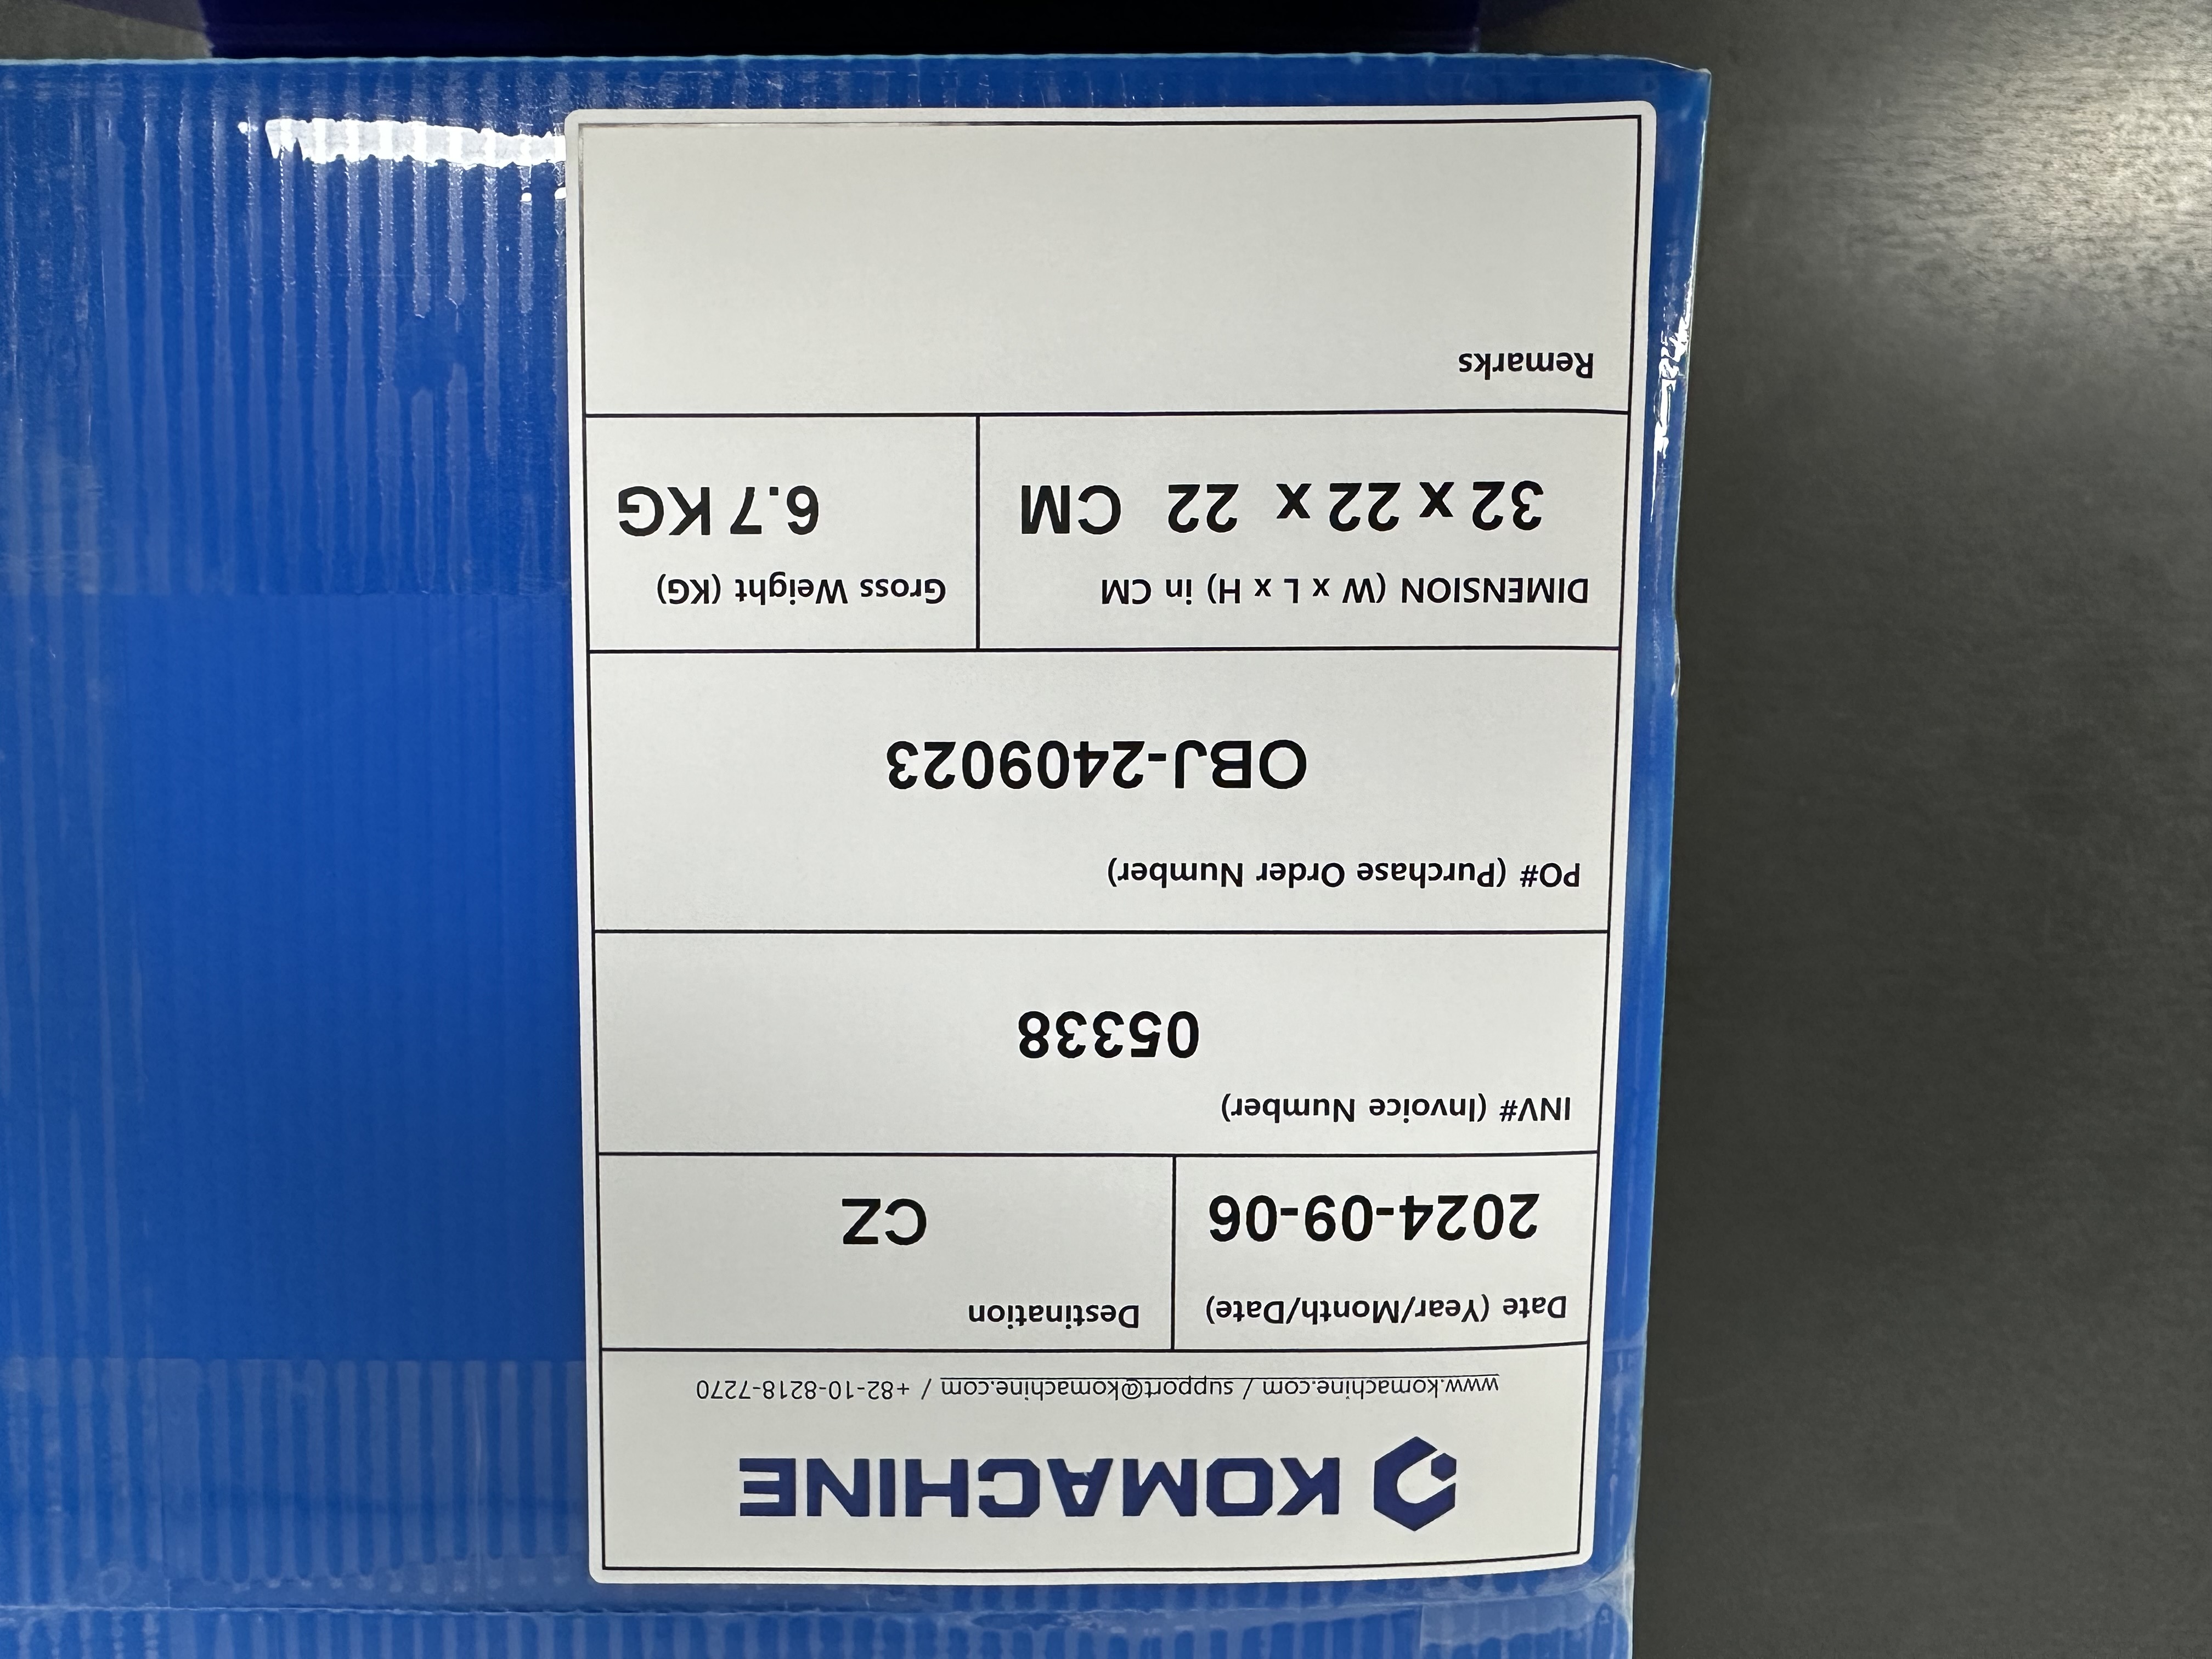 KOMACHINE
www.komachine.com / support@komachine.com / +82-10-8218-7270
Date (Year/Month/Date)
2024-09-06
Destination
CZ
INV# (Invoice Number)
05338
PO# (Purchase Order Number)
OBJ-2409023
DIMENSION (W x L x H) in CM
32 x 22 x 22 CM
Gross Weight (KG)
6.7 KG
Remarks